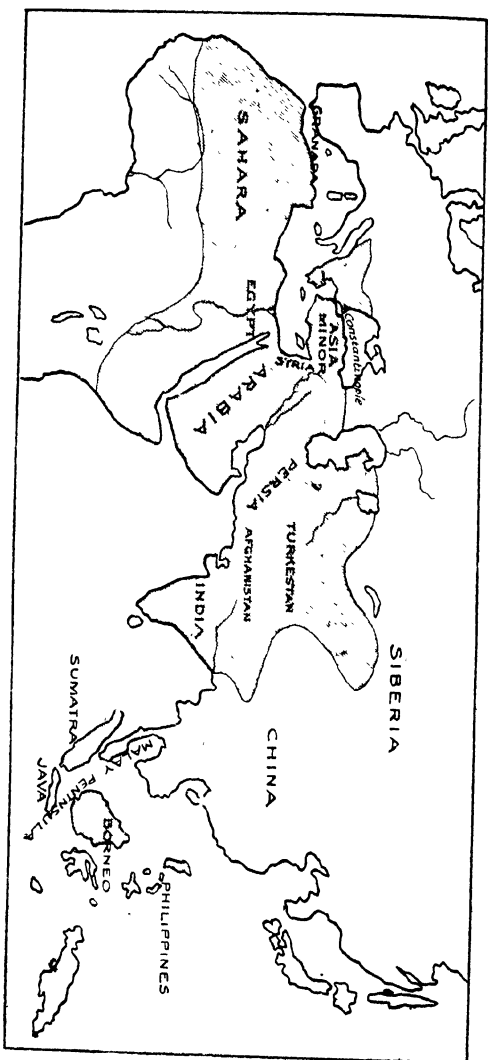 GRANADA
SAHARA
EGYPT
Constantinople
ASIA
MINOR
SYRIA
ARABIA
PERSIA
TURKESTAN
AFGHANISTAN
INDIA
SIBERIA
CHINA
SUMATRA
MALAY PENINSULA
JAVA
BORNEO
PHILIPPINES